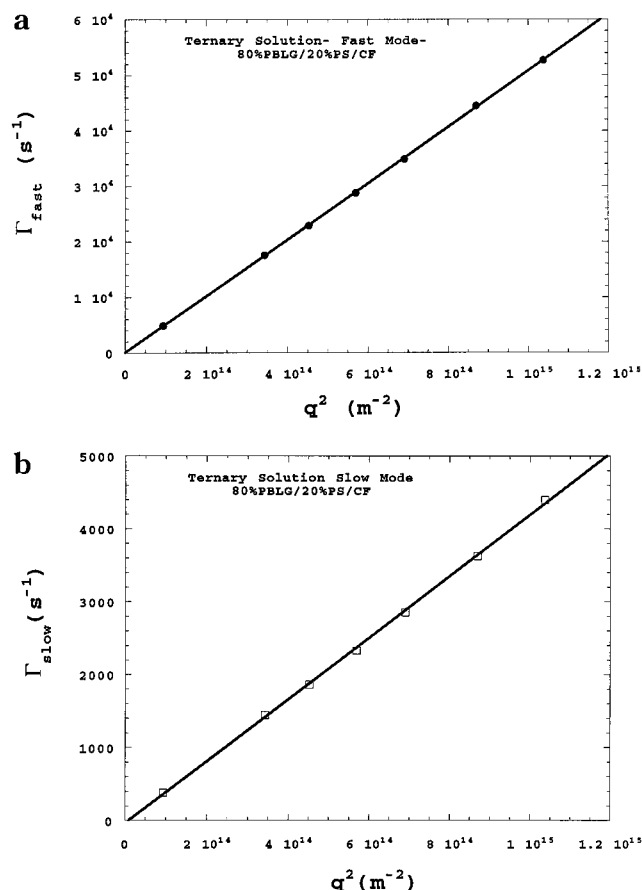 a
Ternary Solution- Fast Mode-
80%PBLG/20%PS/CF
6 10⁴
5 10⁴
4 10⁴
3 10⁴
2 10⁴
1 10⁴
0
Γfast (s⁻¹)
0 2 10¹⁴ 4 10¹⁴ 6 10¹⁴ 8 10¹⁴ 1 10¹⁵ 1.2 10¹⁵
q² (m⁻²)
b
Ternary Solution Slow Mode
80%PBLG/20%PS/CF
5000
4000
3000
2000
1000
0
Γslow(s⁻¹)
0 2 10¹⁴ 4 10¹⁴ 6 10¹⁴ 8 10¹⁴ 1 10¹⁵ 1.2 10¹⁵
q²(m⁻²)